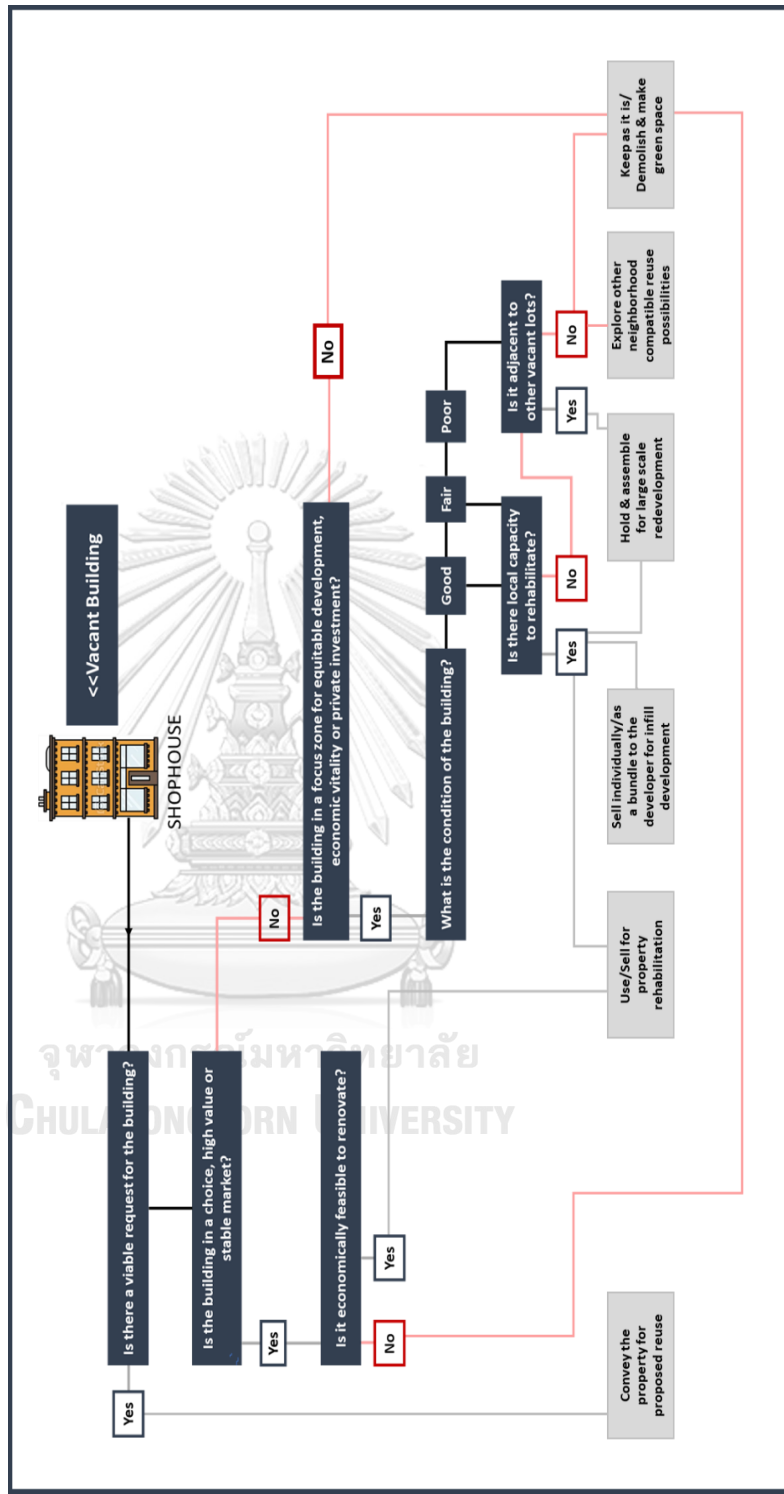 <<Vacant Building
SHOPHOUSE
Is there a viable request for the building?
Yes
Is the building in a choice, high value or
stable market?
No
Yes
Is the building in a focus zone for equitable development,
economic vitality or private investment?
No
Yes
Is it economically feasible to renovate?
No
Yes
What is the condition of the building?
Good
Fair
Poor
Is there local capacity
to rehabilitate?
Is it adjacent to
other vacant lots?
Yes
No
Yes
No
Convey the
property for
proposed reuse
Use/Sell for
property
rehabilitation
Sell individually/as
a bundle to the
developer for infill
development
Hold & assemble
for large scale
redevelopment
Explore other
neighborhood
compatible reuse
possibilities
Keep as it is/
Demolish & make
green space
จุฬาลงกรณ์มหาวิทยาลัย
CHULALONGKORN UNIVERSITY